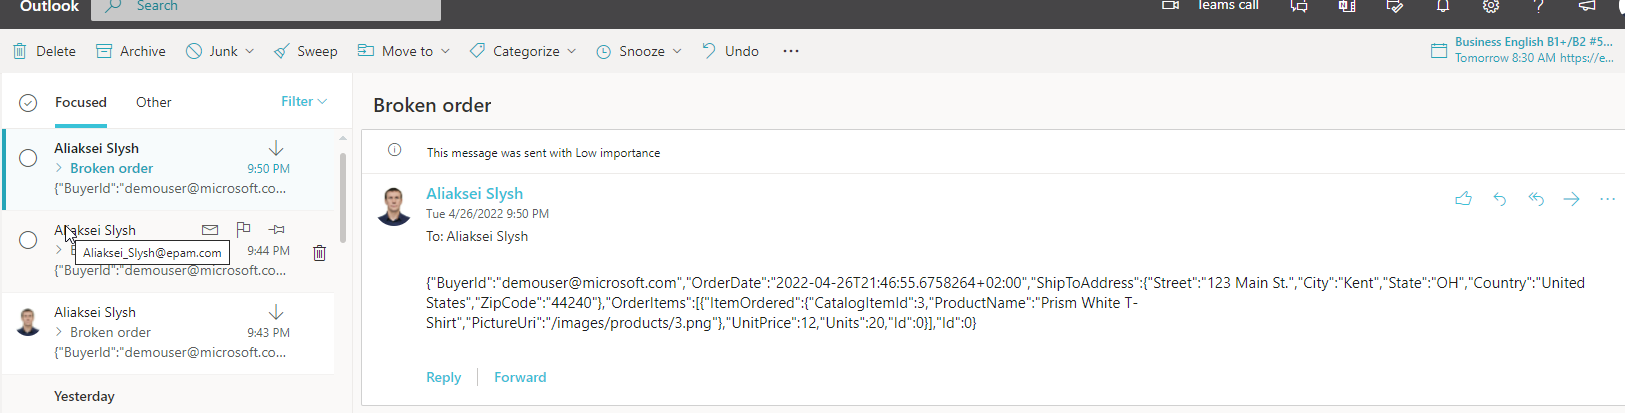 Outlook
Search
Teams call
Delete
Archive
Junk
Sweep
Move to
Categorize
Snooze
Undo
Business English B1+/B2 #5...
Tomorrow 8:30 AM https://e...
Focused
Other
Filter
Aliaksei Slysh
Broken order
9:50 PM
{"BuyerId":"demouser@microsoft.co...
Aliaksei Slysh
Aliaksei_Slysh@epam.com
9:44 PM
{"BuyerId":"demouser@microsoft.co...
Aliaksei Slysh
Broken order
9:43 PM
{"BuyerId":"demouser@microsoft.co...
Yesterday
Broken order
This message was sent with Low importance
Aliaksei Slysh
Tue 4/26/2022 9:50 PM
To: Aliaksei Slysh
{"BuyerId":"demouser@microsoft.com","OrderDate":"2022-04-26T21:46:55.6758264+02:00","ShipToAddress":{"Street":"123 Main St.","City":"Kent","State":"OH","Country":"United
States","ZipCode":"44240"},"OrderItems":[{"ItemOrdered":{"CatalogItemId":3,"ProductName":"Prism White T-
Shirt","PictureUri":"/images/products/3.png"},"UnitPrice":12,"Units":20,"Id":0}],"Id":0}
Reply
Forward